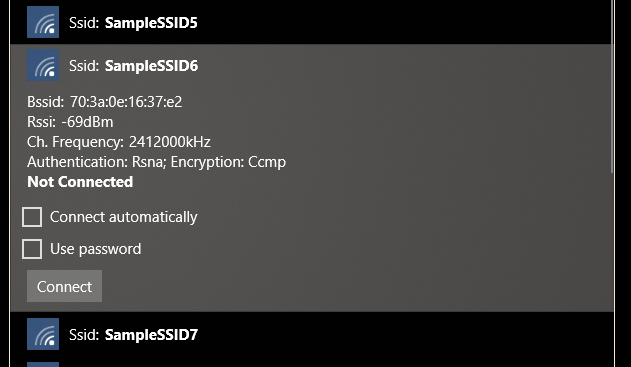 Ssid: SampleSSID5
Ssid: SampleSSID6
Bssid: 70:3a:0e:16:37:e2
Rssi: -69dBm
Ch. Frequency: 2412000kHz
Authentication: Rsna; Encryption: Ccmp
Not Connected
Connect automatically
Use password
Connect
Ssid: SampleSSID7